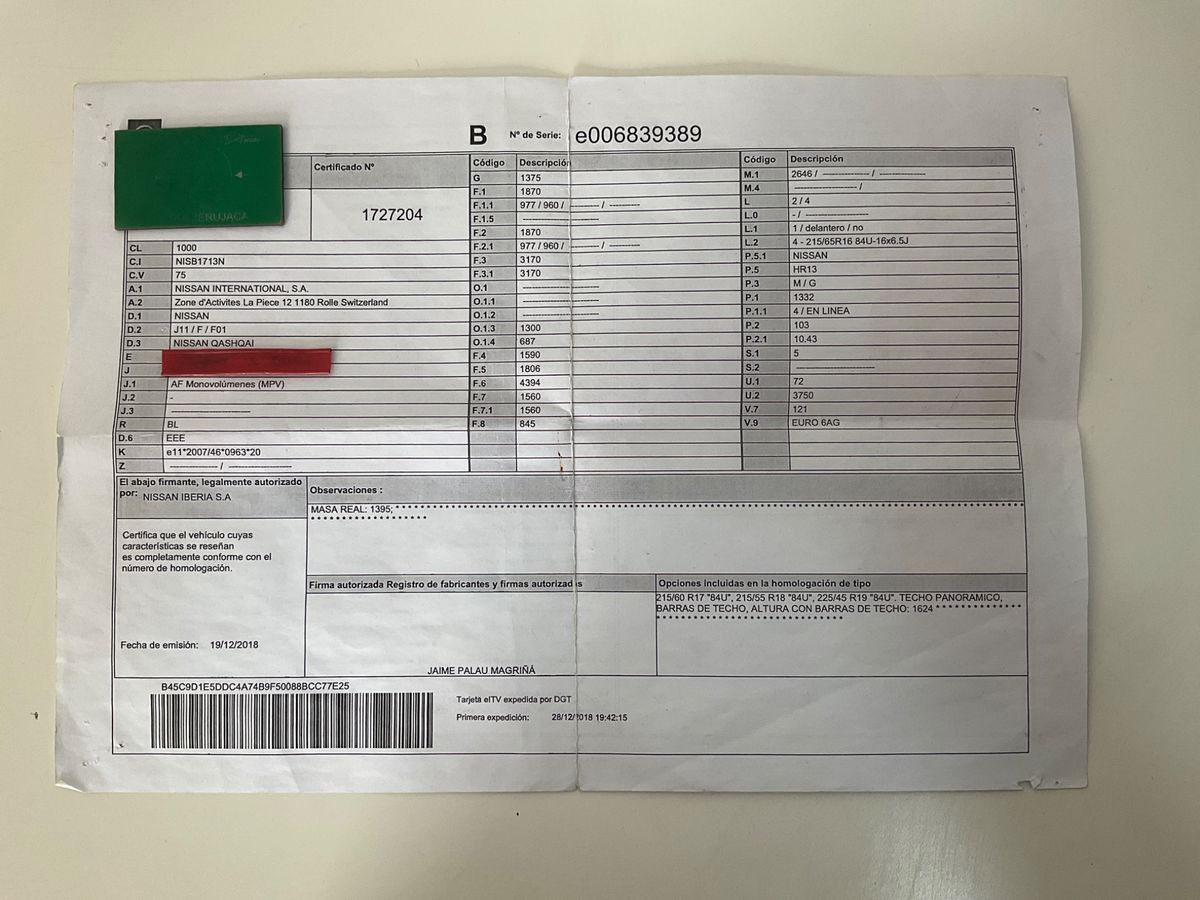 B Nº de Serie: e006839389
Certificado Nº
1727204
CL 1000
C.I NISB1713N
C.V 75
A.1 NISSAN INTERNATIONAL, S.A.
A.2 Zone d'Activites La Piece 12 1180 Rolle Switzerland
D.1 NISSAN
D.2 J11 / F / F01
D.3 NISSAN QASHQAI
E
J
J.1 AF Monovolúmenes (MPV)
J.2 -
J.3 --------------------------
R BL
D.6 EEE
K e11*2007/46*0963*20
Z ---------------- / ---------------------
Código Descripción
G 1375
F.1 1870
F.1.1 977 / 960 / ---------- / ----------
F.1.5 -------------------------
F.2 1870
F.2.1 977 / 960 / ---------- / ----------
F.3 3170
F.3.1 3170
O.1 -------------------------
O.1.1 -------------------------
O.1.2 -------------------------
O.1.3 1300
O.1.4 687
F.4 1590
F.5 1806
F.6 4394
F.7 1560
F.7.1 1560
F.8 845
Código Descripción
M.1 2646 / --------------- / ---------------
M.4 --------------------- /
L 2 / 4
L.0 - / ---------------------
L.1 1 / delantero / no
L.2 4 - 215/65R16 84U-16x6.5J
P.5.1 NISSAN
P.5 HR13
P.3 M / G
P.1 1332
P.1.1 4 / EN LINEA
P.2 103
P.2.1 10.43
S.1 5
S.2 -------------------------
U.1 72
U.2 3750
V.7 121
V.9 EURO 6AG
El abajo firmante, legalmente autorizado
por: NISSAN IBERIA S.A
Certifica que el vehículo cuyas
características se reseñan
es completamente conforme con el
número de homologación.
Fecha de emisión: 19/12/2018
Observaciones :
MASA REAL: 1395; * * * * * * * * * * * * * * * * * * * * * * * * * * * * * * * * * * * * * * * *
* * * * * * * * * * * * * * * *
Firma autorizada Registro de fabricantes y firmas autorizadas
JAIME PALAU MAGRIÑÁ
Opciones incluidas en la homologación de tipo
215/60 R17 "84U", 215/55 R18 "84U", 225/45 R19 "84U". TECHO PANORAMICO,
BARRAS DE TECHO, ALTURA CON BARRAS DE TECHO: 1624 * * * * * * * * * * * *
* * * * * * * * * * * * * * * * * * * * * * * * *
B45C9D1E5DDC4A74B9F50088BCC77E25
Tarjeta eITV expedida por DGT
Primera expedición: 26/12/2018 19:42:15